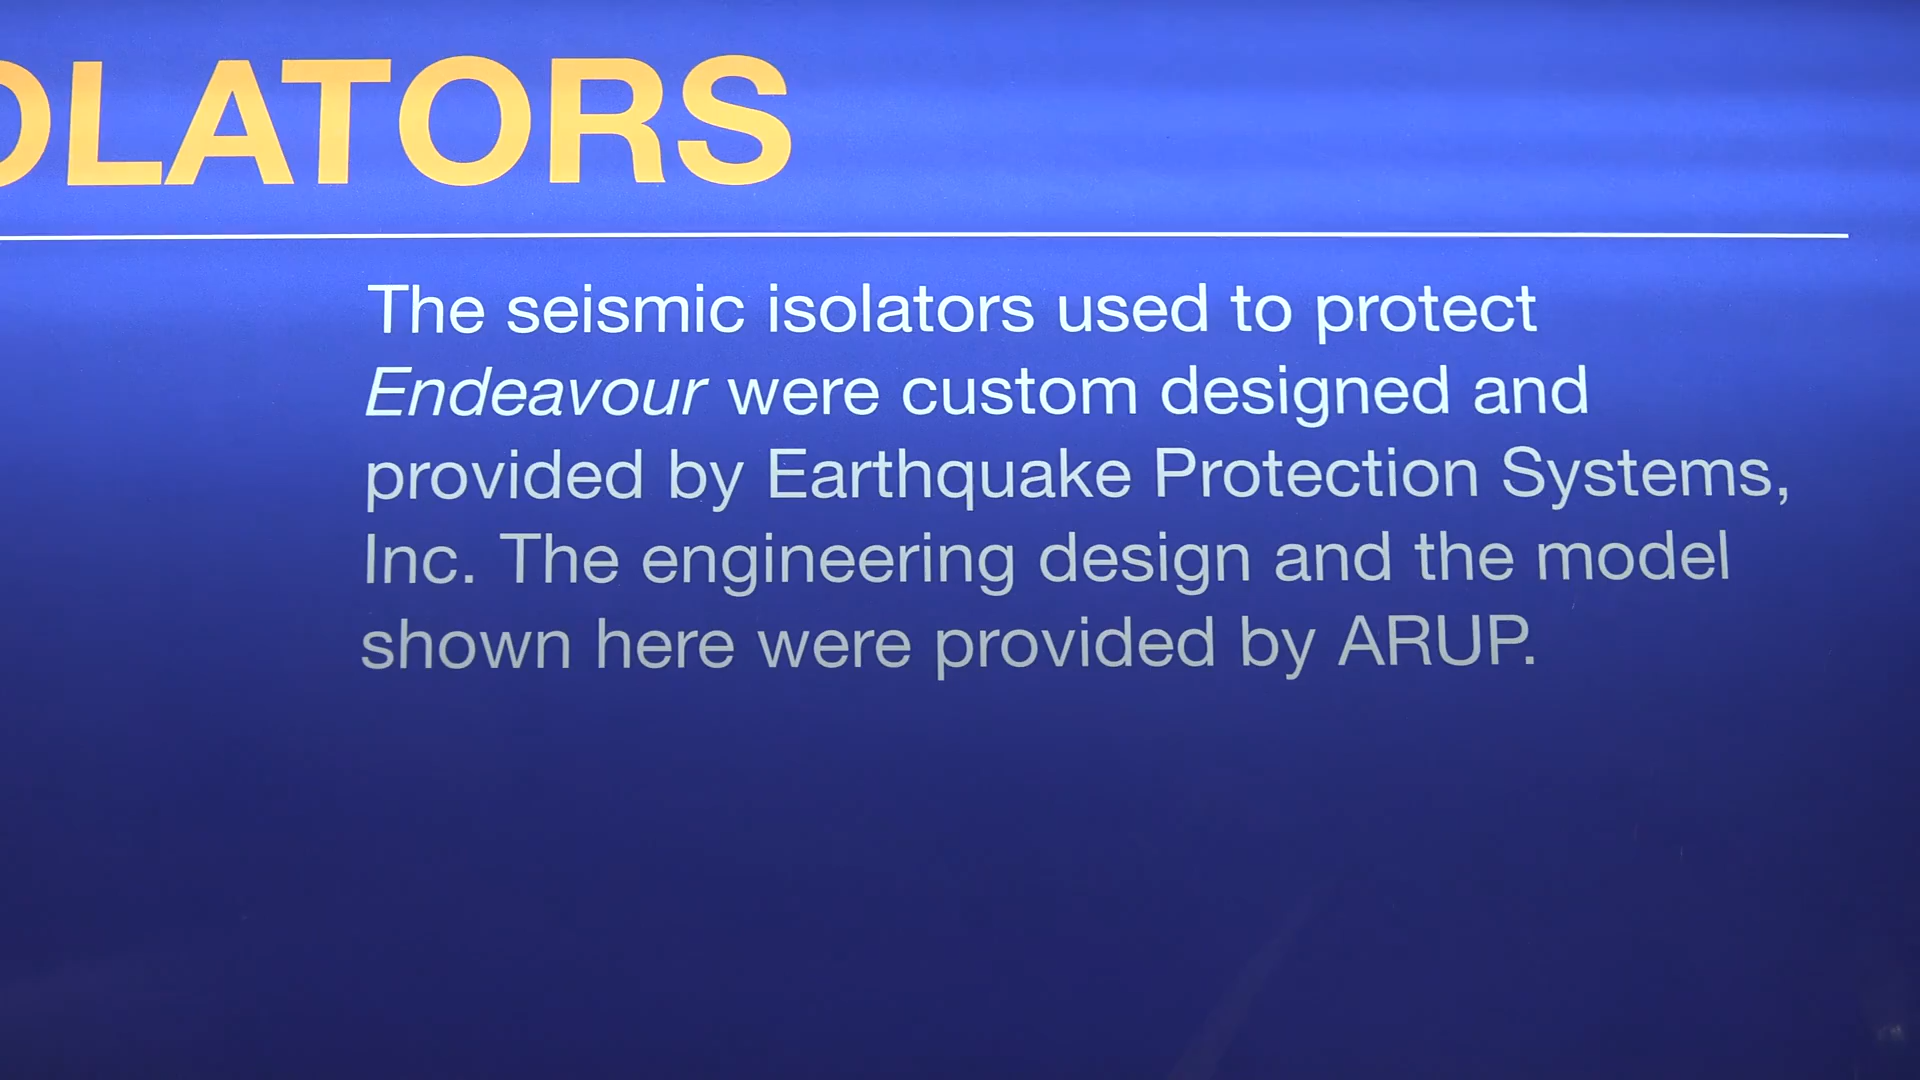 OLATORS
The seismic isolators used to protect
Endeavour were custom designed and
provided by Earthquake Protection Systems,
Inc. The engineering design and the model
shown here were provided by ARUP.